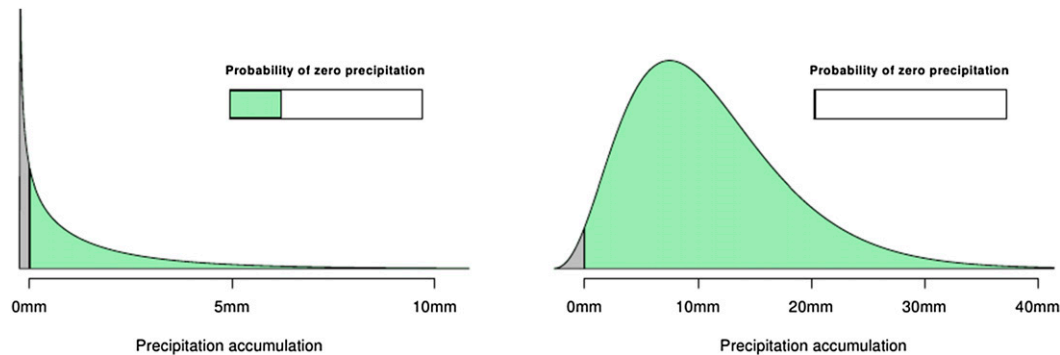 Probability of zero precipitation
0mm 5mm 10mm
Precipitation accumulation
Probability of zero precipitation
0mm 10mm 20mm 30mm 40mm
Precipitation accumulation